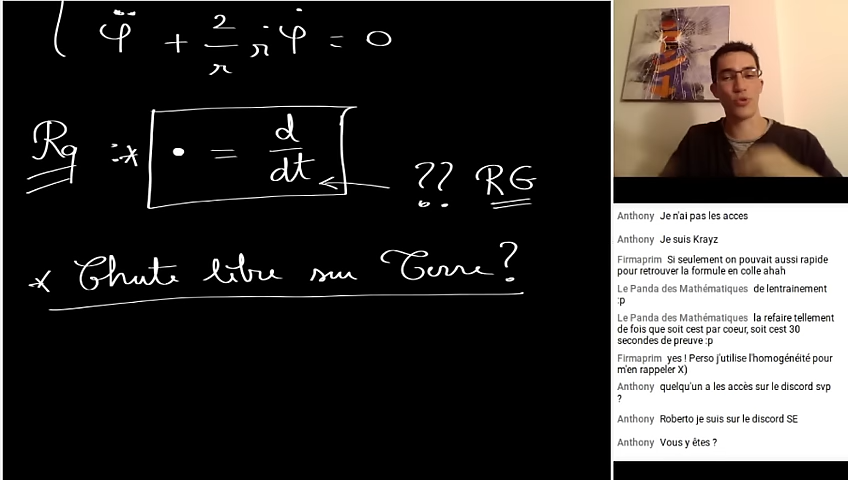 φ̈ + 2/r ṙ φ̇ = 0
Rq :* • = d/dt ?? RG
* Chute libre sur Terre ?
Anthony Je n'ai pas les acces
Anthony Je suis Krayz
Firmaprim Si seulement on pouvait aussi rapide
pour retrouver la formule en colle ahah
Le Panda des Mathématiques de lentrainement
:p
Le Panda des Mathématiques la refaire tellement
de fois que soit cest par coeur, soit cest 30
secondes de preuve :p
Firmaprim yes ! Perso j'utilise l'homogénéité pour
m'en rappeler X)
Anthony quelqu'un a les accès sur le discord svp
?
Anthony Roberto je suis sur le discord SE
Anthony Vous y êtes ?